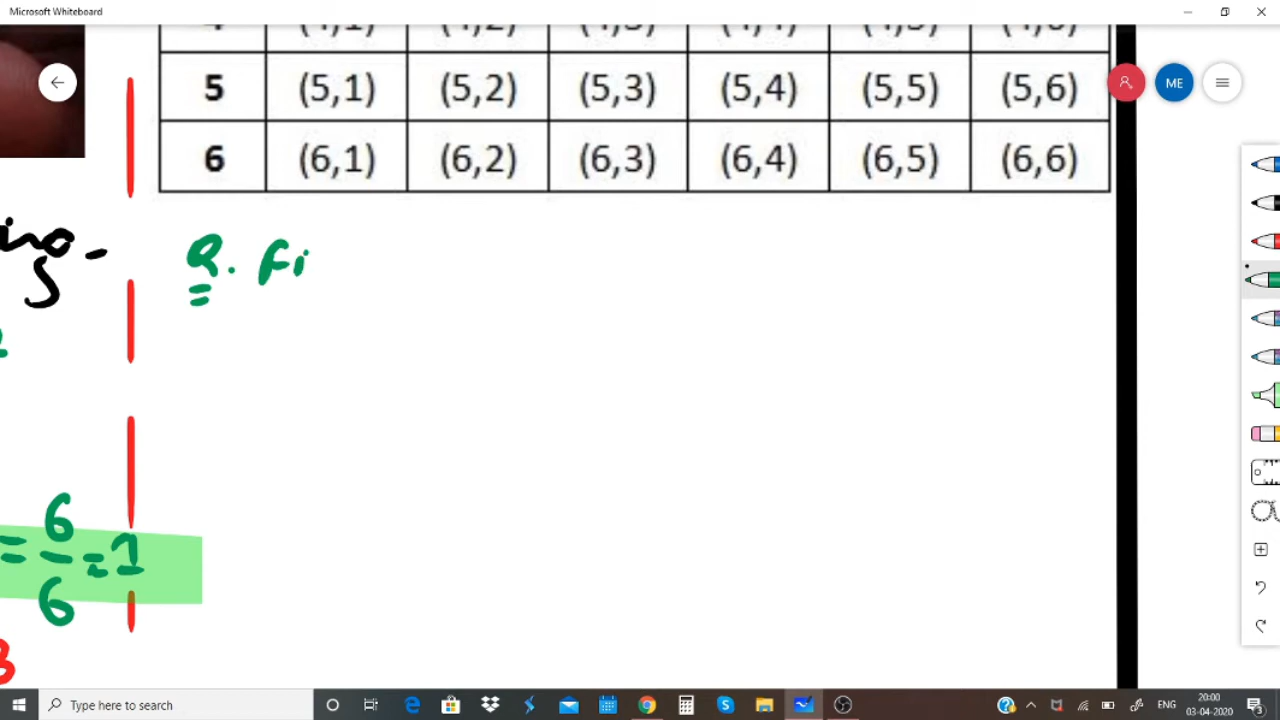 Microsoft Whiteboard
5 (5,1) (5,2) (5,3) (5,4) (5,5) (5,6)
ME
6 (6,1) (6,2) (6,3) (6,4) (6,5) (6,6)
Q. Fi
= 6/6 = 1
Type here to search
ENG
20:00
03-04-2020
3